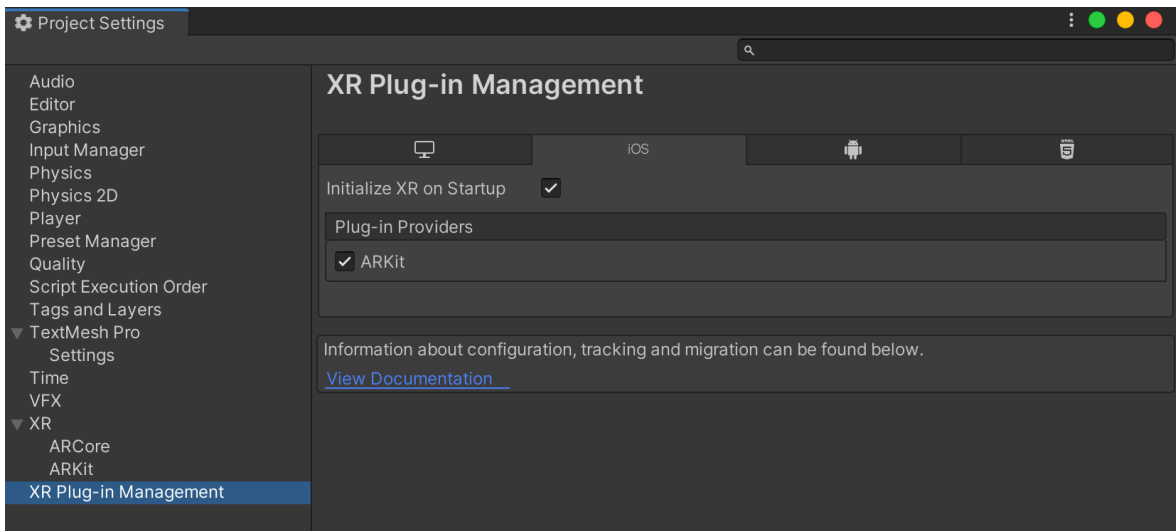 Project Settings
Audio
Editor
Graphics
Input Manager
Physics
Physics 2D
Player
Preset Manager
Quality
Script Execution Order
Tags and Layers
TextMesh Pro
Settings
Time
VFX
XR
ARCore
ARKit
XR Plug-in Management
XR Plug-in Management
iOS
HTML 5
Initialize XR on Startup
Plug-in Providers
ARKit
Information about configuration, tracking and migration can be found below.
View Documentation